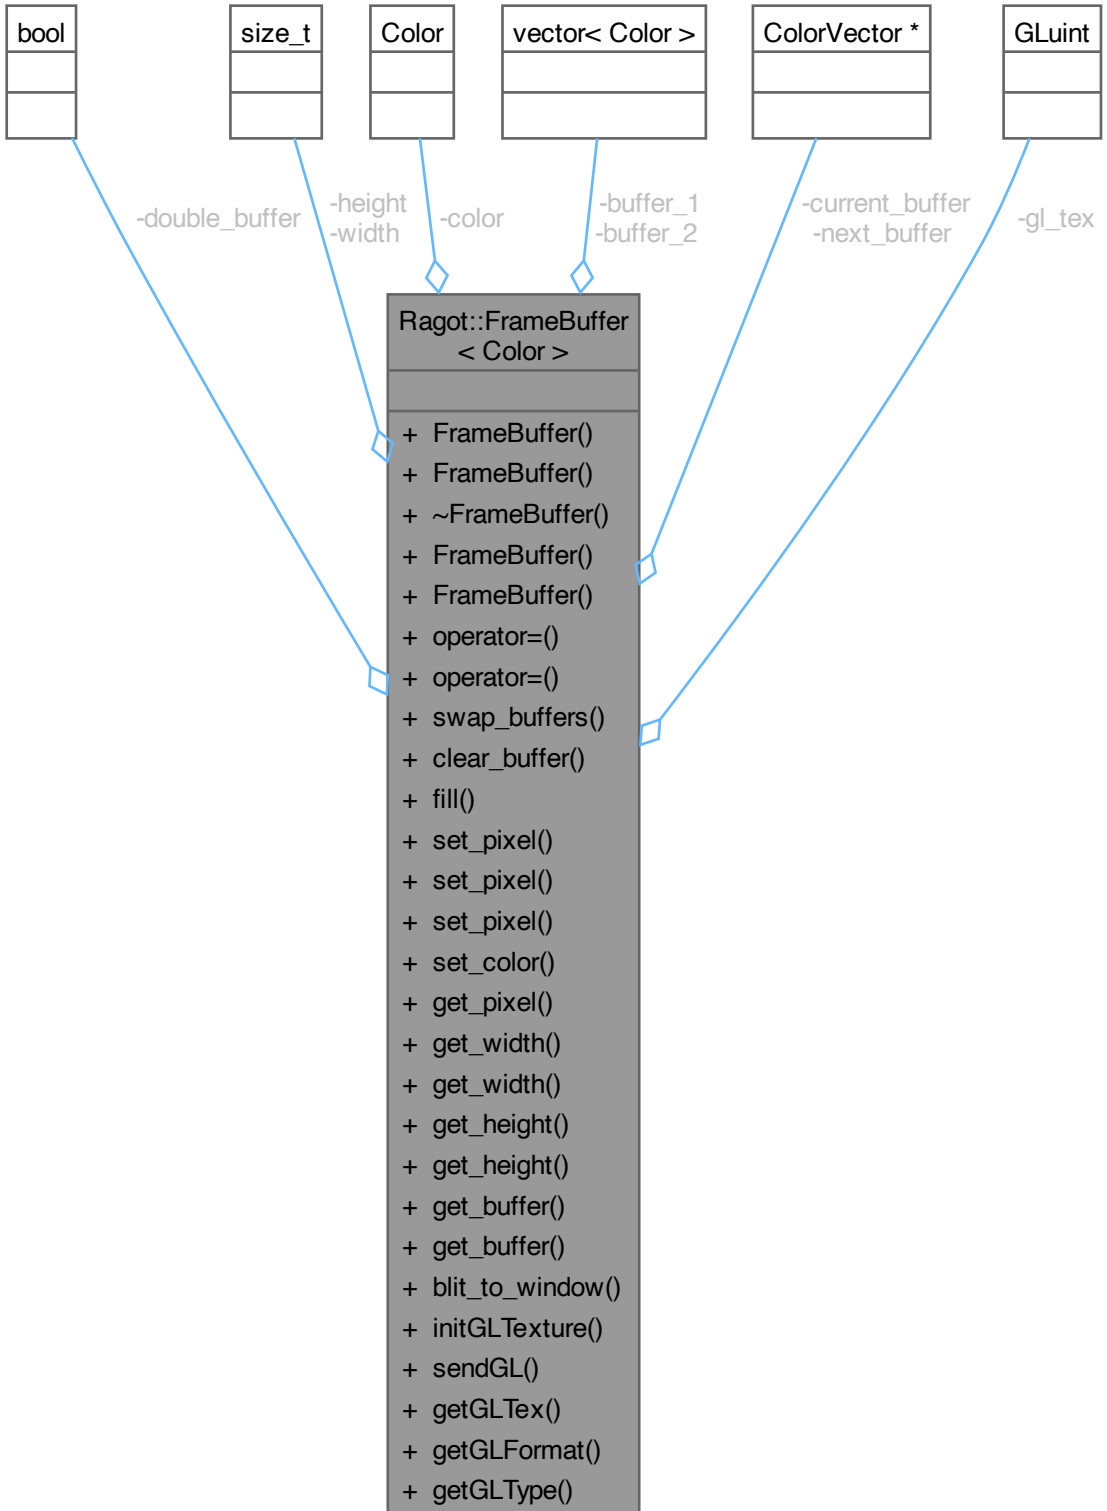 bool
size_t
Color
vector< Color >
ColorVector *
GLuint
-double_buffer
-height
-width
-color
-buffer_1
-buffer_2
-current_buffer
-next_buffer
-gl_tex
Ragot::FrameBuffer
< Color >
+ FrameBuffer()
+ FrameBuffer()
+ ~FrameBuffer()
+ FrameBuffer()
+ FrameBuffer()
+ operator=()
+ operator=()
+ swap_buffers()
+ clear_buffer()
+ fill()
+ set_pixel()
+ set_pixel()
+ set_pixel()
+ set_color()
+ get_pixel()
+ get_width()
+ get_width()
+ get_height()
+ get_height()
+ get_buffer()
+ get_buffer()
+ blit_to_window()
+ initGLTexture()
+ sendGL()
+ getGLTex()
+ getGLFormat()
+ getGLType()